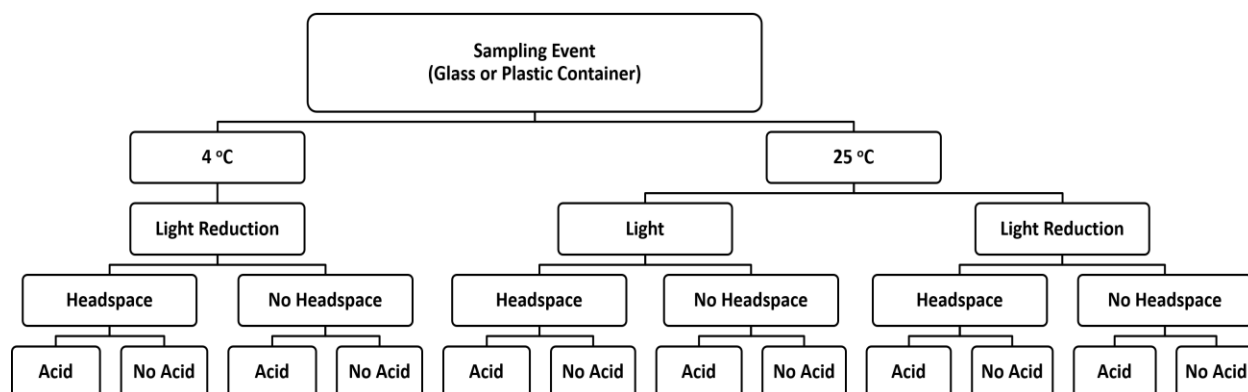 Sampling Event
(Glass or Plastic Container)
4 °C
25 °C
Light Reduction
Light
Light Reduction
Headspace
No Headspace
Headspace
No Headspace
Headspace
No Headspace
Acid
No Acid
Acid
No Acid
Acid
No Acid
Acid
No Acid
Acid
No Acid
Acid
No Acid